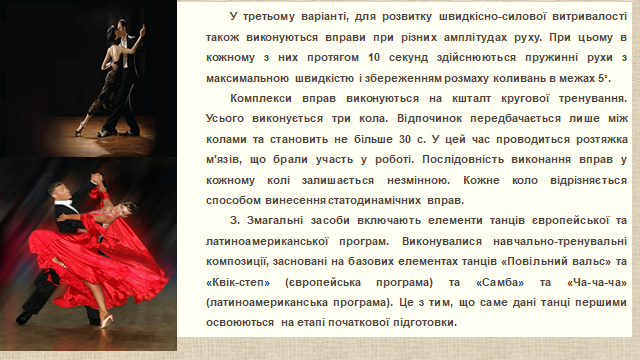 У третьому варіанті, для розвитку швидкісно-силової витривалості
також виконуються вправи при різних амплітудах руху. При цьому в
кожному з них протягом 10 секунд здійснюються пружинні рухи з
максимальною швидкістю і збереженням розмаху коливань в межах 5°.
Комплекси вправ виконуються на кшталт кругової тренування.
Усього виконується три кола. Відпочинок передбачається лише між
колами та становить не більше 30 с. У цей час проводиться розтяжка
м'язів, що брали участь у роботі. Послідовність виконання вправ у
кожному колі залишається незмінною. Кожне коло відрізняється
способом винесення статодинамічних вправ.
З. Змагальні засоби включають елементи танців європейської та
латиноамериканської програм. Виконувалися навчально-тренувальні
композиції, засновані на базових елементах танців «Повільний вальс» та
«Квік-степ» (європейська програма) та «Самба» та «Ча-ча-ча»
(латиноамериканська програма). Це з тим, що саме дані танці першими
освоюються на етапі початкової підготовки.